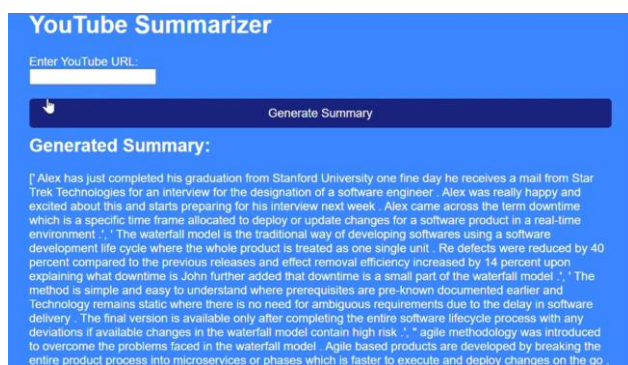 YouTube Summarizer
Enter YouTube URL:
Generate Summary
Generated Summary:
[' Alex has just completed his graduation from Stanford University one fine day he receives a mail from Star
Trek Technologies for an interview for the designation of a software engineer . Alex was really happy and
excited about this and starts preparing for his interview next week . Alex came across the term downtime
which is a specific time frame allocated to deploy or update changes for a software product in a real-time
environment .', ' The waterfall model is the traditional way of developing softwares using a software
development life cycle where the whole product is treated as one single unit . Re defects were reduced by 40
percent compared to the previous releases and effect removal efficiency increased by 14 percent upon
explaining what downtime is John further added that downtime is a small part of the waterfall model .', ' The
method is simple and easy to understand where prerequisites are pre-known documented earlier and
Technology remains static where there is no need for ambiguous requirements due to the delay in software
delivery . The final version is available only after completing the entire software lifecycle process with any
deviations if available changes in the waterfall model contain high risk .', " agile methodology was introduced
to overcome the problems faced in the waterfall model . Agile based products are developed by breaking the
entire product process into microservices or phases which is faster to execute and deploy changes on the go .